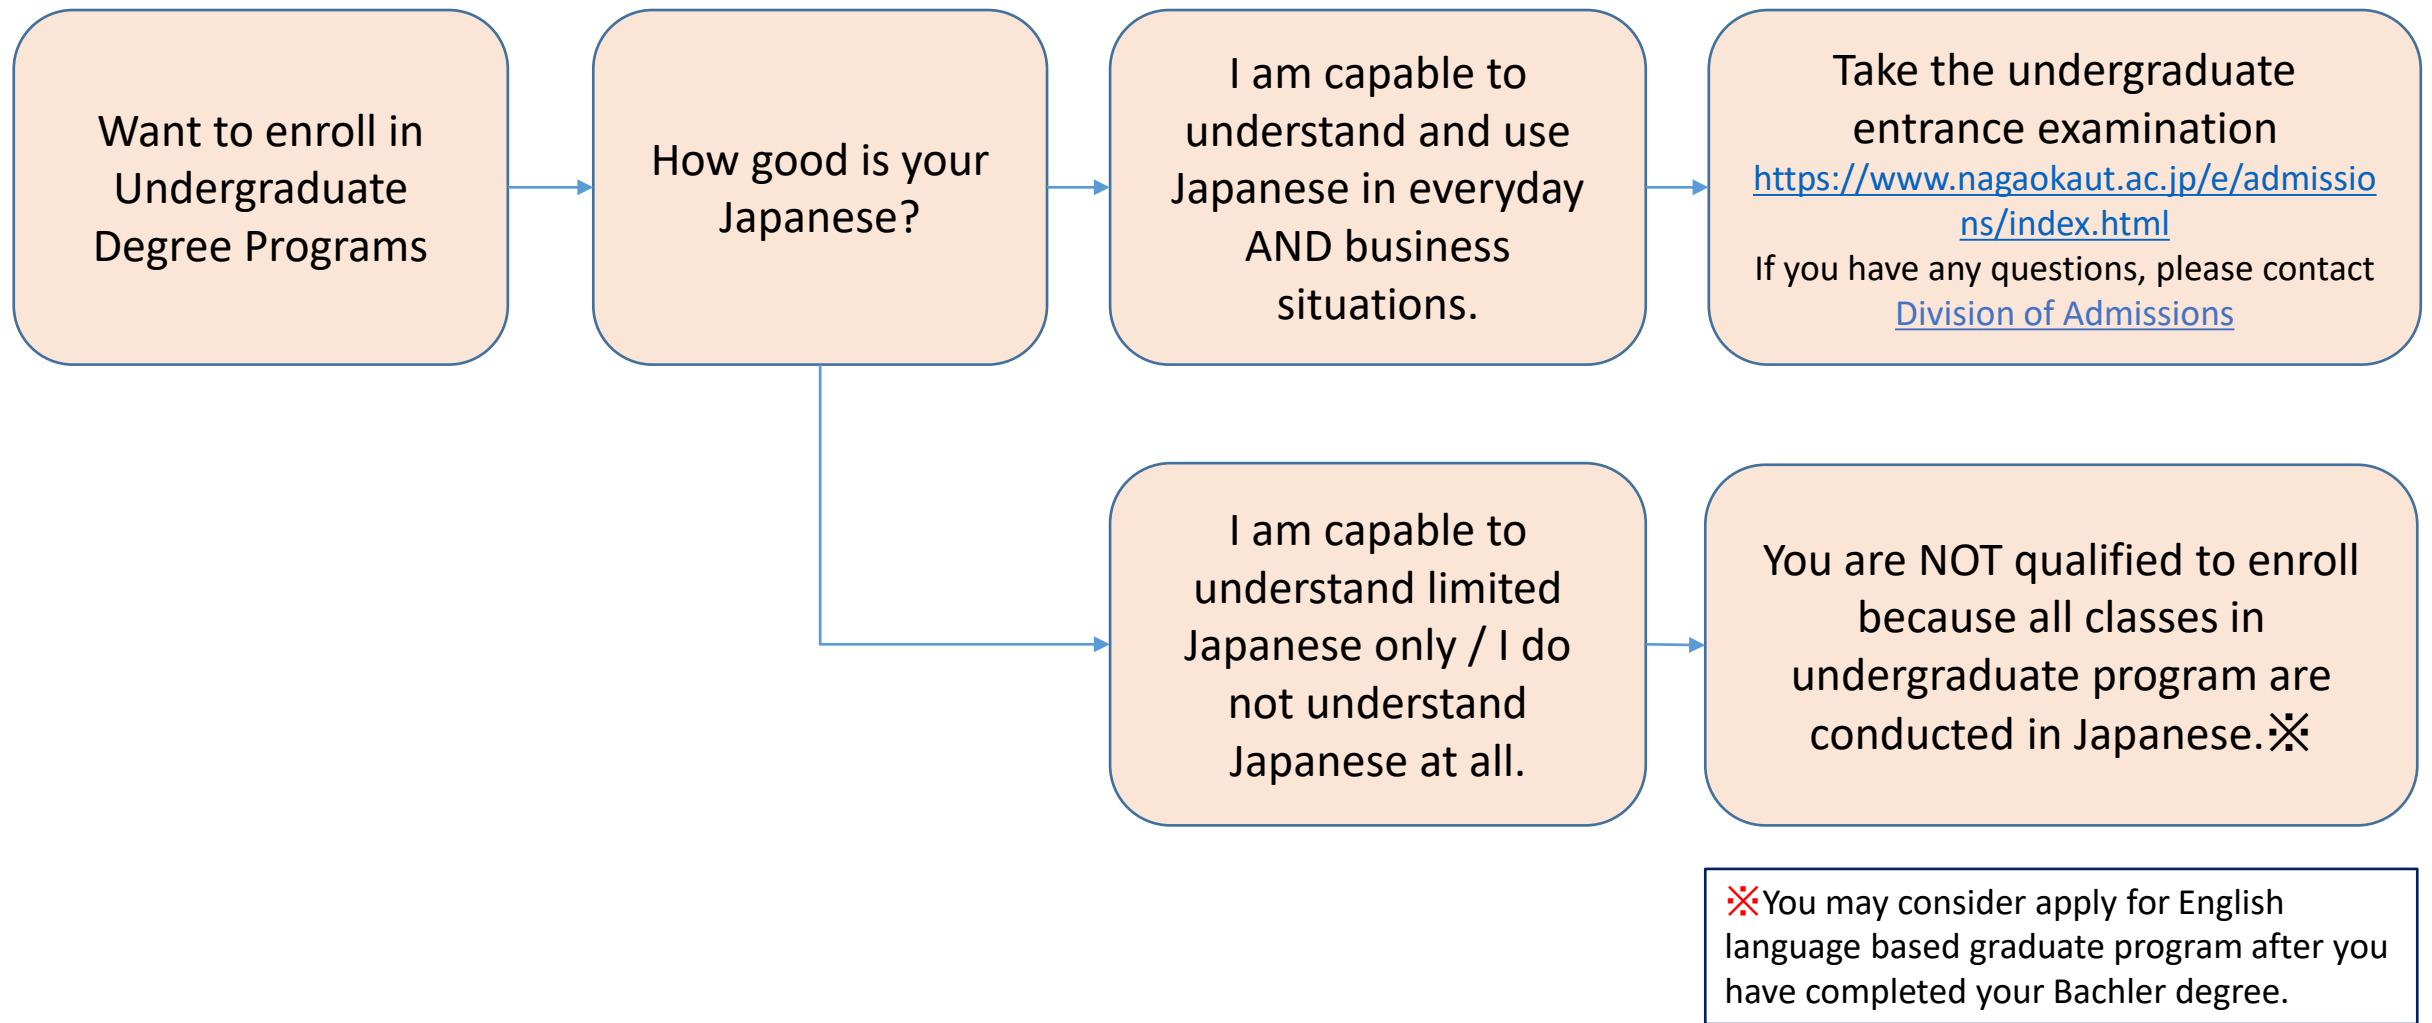 Want to enroll in
Undergraduate
Degree Programs
How good is your
Japanese?
I am capable to
understand and use
Japanese in everyday
AND business
situations.
Take the undergraduate
entrance examination
https://www.nagaokaut.ac.jp/e/admissio
ns/index.html
If you have any questions, please contact
Division of Admissions
I am capable to
understand limited
Japanese only / I do
not understand
Japanese at all.
You are NOT qualified to enroll
because all classes in
undergraduate program are
conducted in Japanese.※
※You may consider apply for English
language based graduate program after you
have completed your Bachler degree.